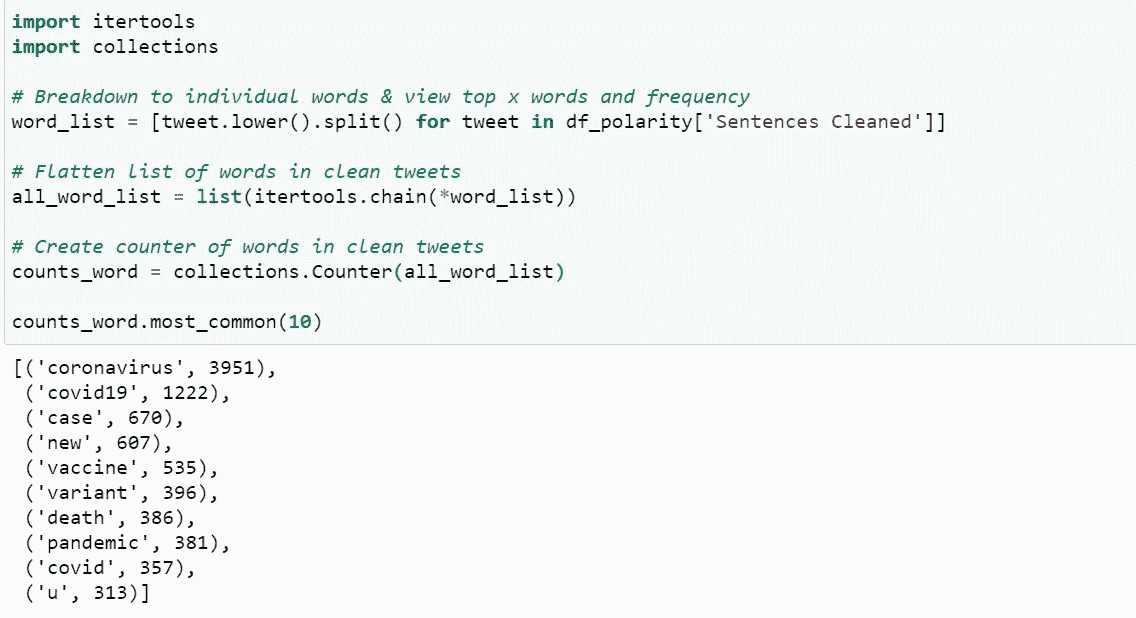 import itertools
import collections
# Breakdown to individual words & view top x words and frequency
word_list = [tweet.lower().split() for tweet in df_polarity['Sentences Cleaned']]
# Flatten list of words in clean tweets
all_word_list = list(itertools.chain(*word_list))
# Create counter of words in clean tweets
counts_word = collections.Counter(all_word_list)
counts_word.most_common(10)
[('coronavirus', 3951),
('covid19', 1222),
('case', 670),
('new', 607),
('vaccine', 535),
('variant', 396),
('death', 386),
('pandemic', 381),
('covid', 357),
('u', 313)]